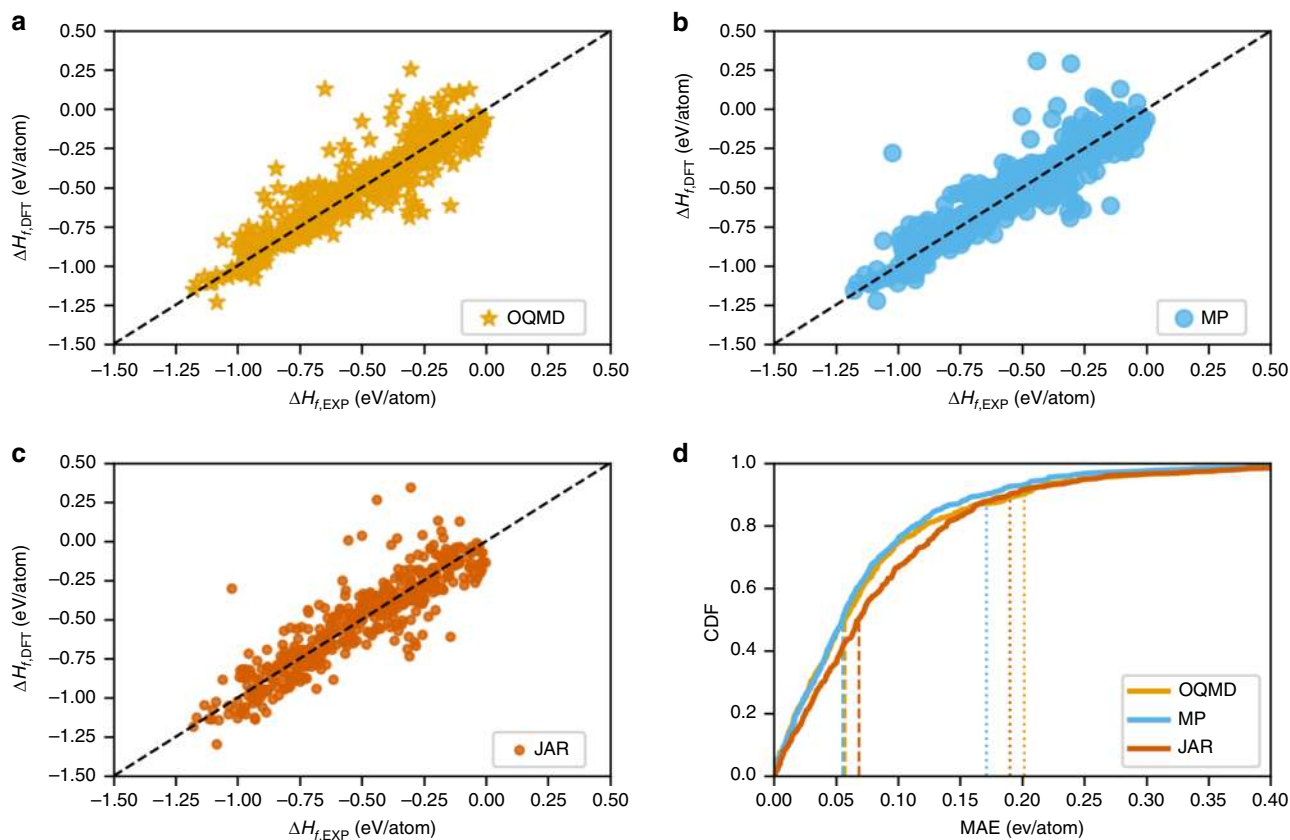 a
0.50
0.25
0.00
−0.25
−0.50
−0.75
−1.00
−1.25
−1.50
ΔHf,DFT (eV/atom)
OQMD
−1.50 −1.25 −1.00 −0.75 −0.50 −0.25 0.00 0.25 0.50
ΔHf,EXP (eV/atom)
b
0.50
0.25
0.00
−0.25
−0.50
−0.75
−1.00
−1.25
−1.50
ΔHf,DFT (eV/atom)
MP
−1.50 −1.25 −1.00 −0.75 −0.50 −0.25 0.00 0.25 0.50
ΔHf,EXP (eV/atom)
c
0.50
0.25
0.00
−0.25
−0.50
−0.75
−1.00
−1.25
−1.50
ΔHf,DFT (eV/atom)
JAR
−1.50 −1.25 −1.00 −0.75 −0.50 −0.25 0.00 0.25 0.50
ΔHf,EXP (eV/atom)
d
1.0
0.8
0.6
0.4
0.2
0.0
CDF
OQMD
MP
JAR
0.00 0.05 0.10 0.15 0.20 0.25 0.30 0.35 0.40
MAE (ev/atom)